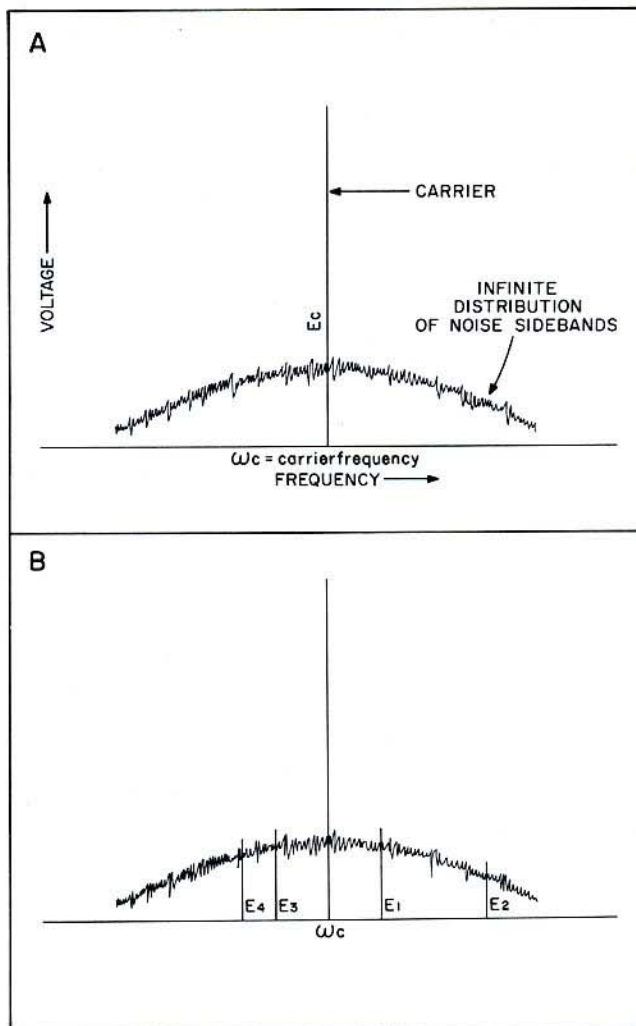 A
VOLTAGE
CARRIER
Ec
INFINITE
DISTRIBUTION
OF NOISE SIDEBANDS
ωc = carrierfrequency
FREQUENCY
B
E4 E3 E1 E2
ωc